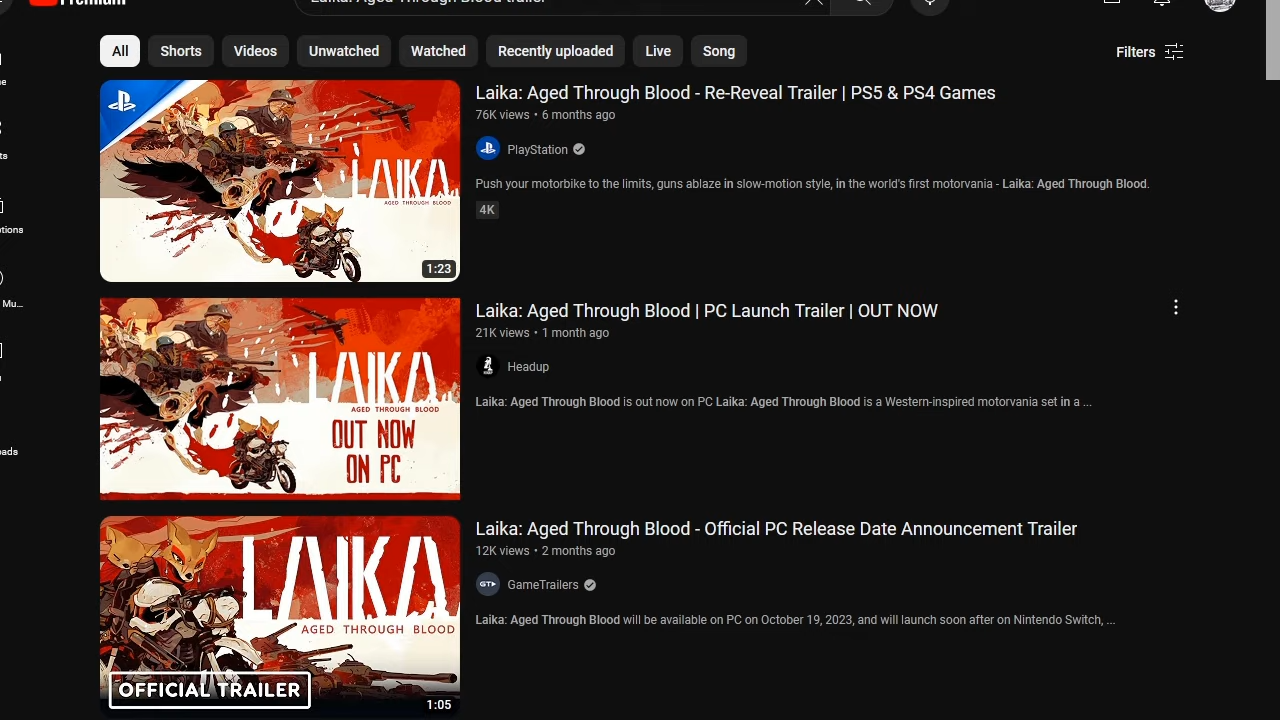 Premium
Laika: Aged Through Blood trailer
All
Shorts
Videos
Unwatched
Watched
Recently uploaded
Live
Song
Filters
LAIKA
AGED THROUGH BLOOD
1:23
Laika: Aged Through Blood - Re-Reveal Trailer | PS5 & PS4 Games
76K views • 6 months ago
PlayStation
Push your motorbike to the limits, guns ablaze in slow-motion style, in the world's first motorvania - Laika: Aged Through Blood.
4K
LAIKA
AGED THROUGH BLOOD
OUT NOW
ON PC
Laika: Aged Through Blood | PC Launch Trailer | OUT NOW
21K views • 1 month ago
Headup
Laika: Aged Through Blood is out now on PC Laika: Aged Through Blood is a Western-inspired motorvania set in a ...
LAIKA
AGED THROUGH BLOOD
OFFICIAL TRAILER
1:05
Laika: Aged Through Blood - Official PC Release Date Announcement Trailer
12K views • 2 months ago
GT
GameTrailers
Laika: Aged Through Blood will be available on PC on October 19, 2023, and will launch soon after on Nintendo Switch, ...